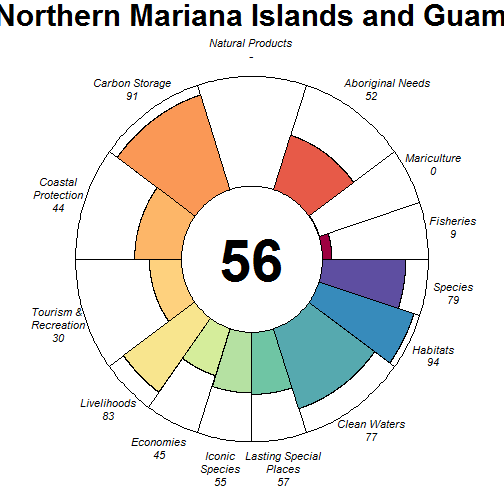 Northern Mariana Islands and Guam
Natural Products
-
Carbon Storage
91
Aboriginal Needs
52
Mariculture
0
Coastal
Protection
44
Fisheries
9
56
Species
79
Tourism &
Recreation
30
Habitats
94
Livelihoods
83
Clean Waters
77
Economies
45
Iconic
Species
55
Lasting Special
Places
57